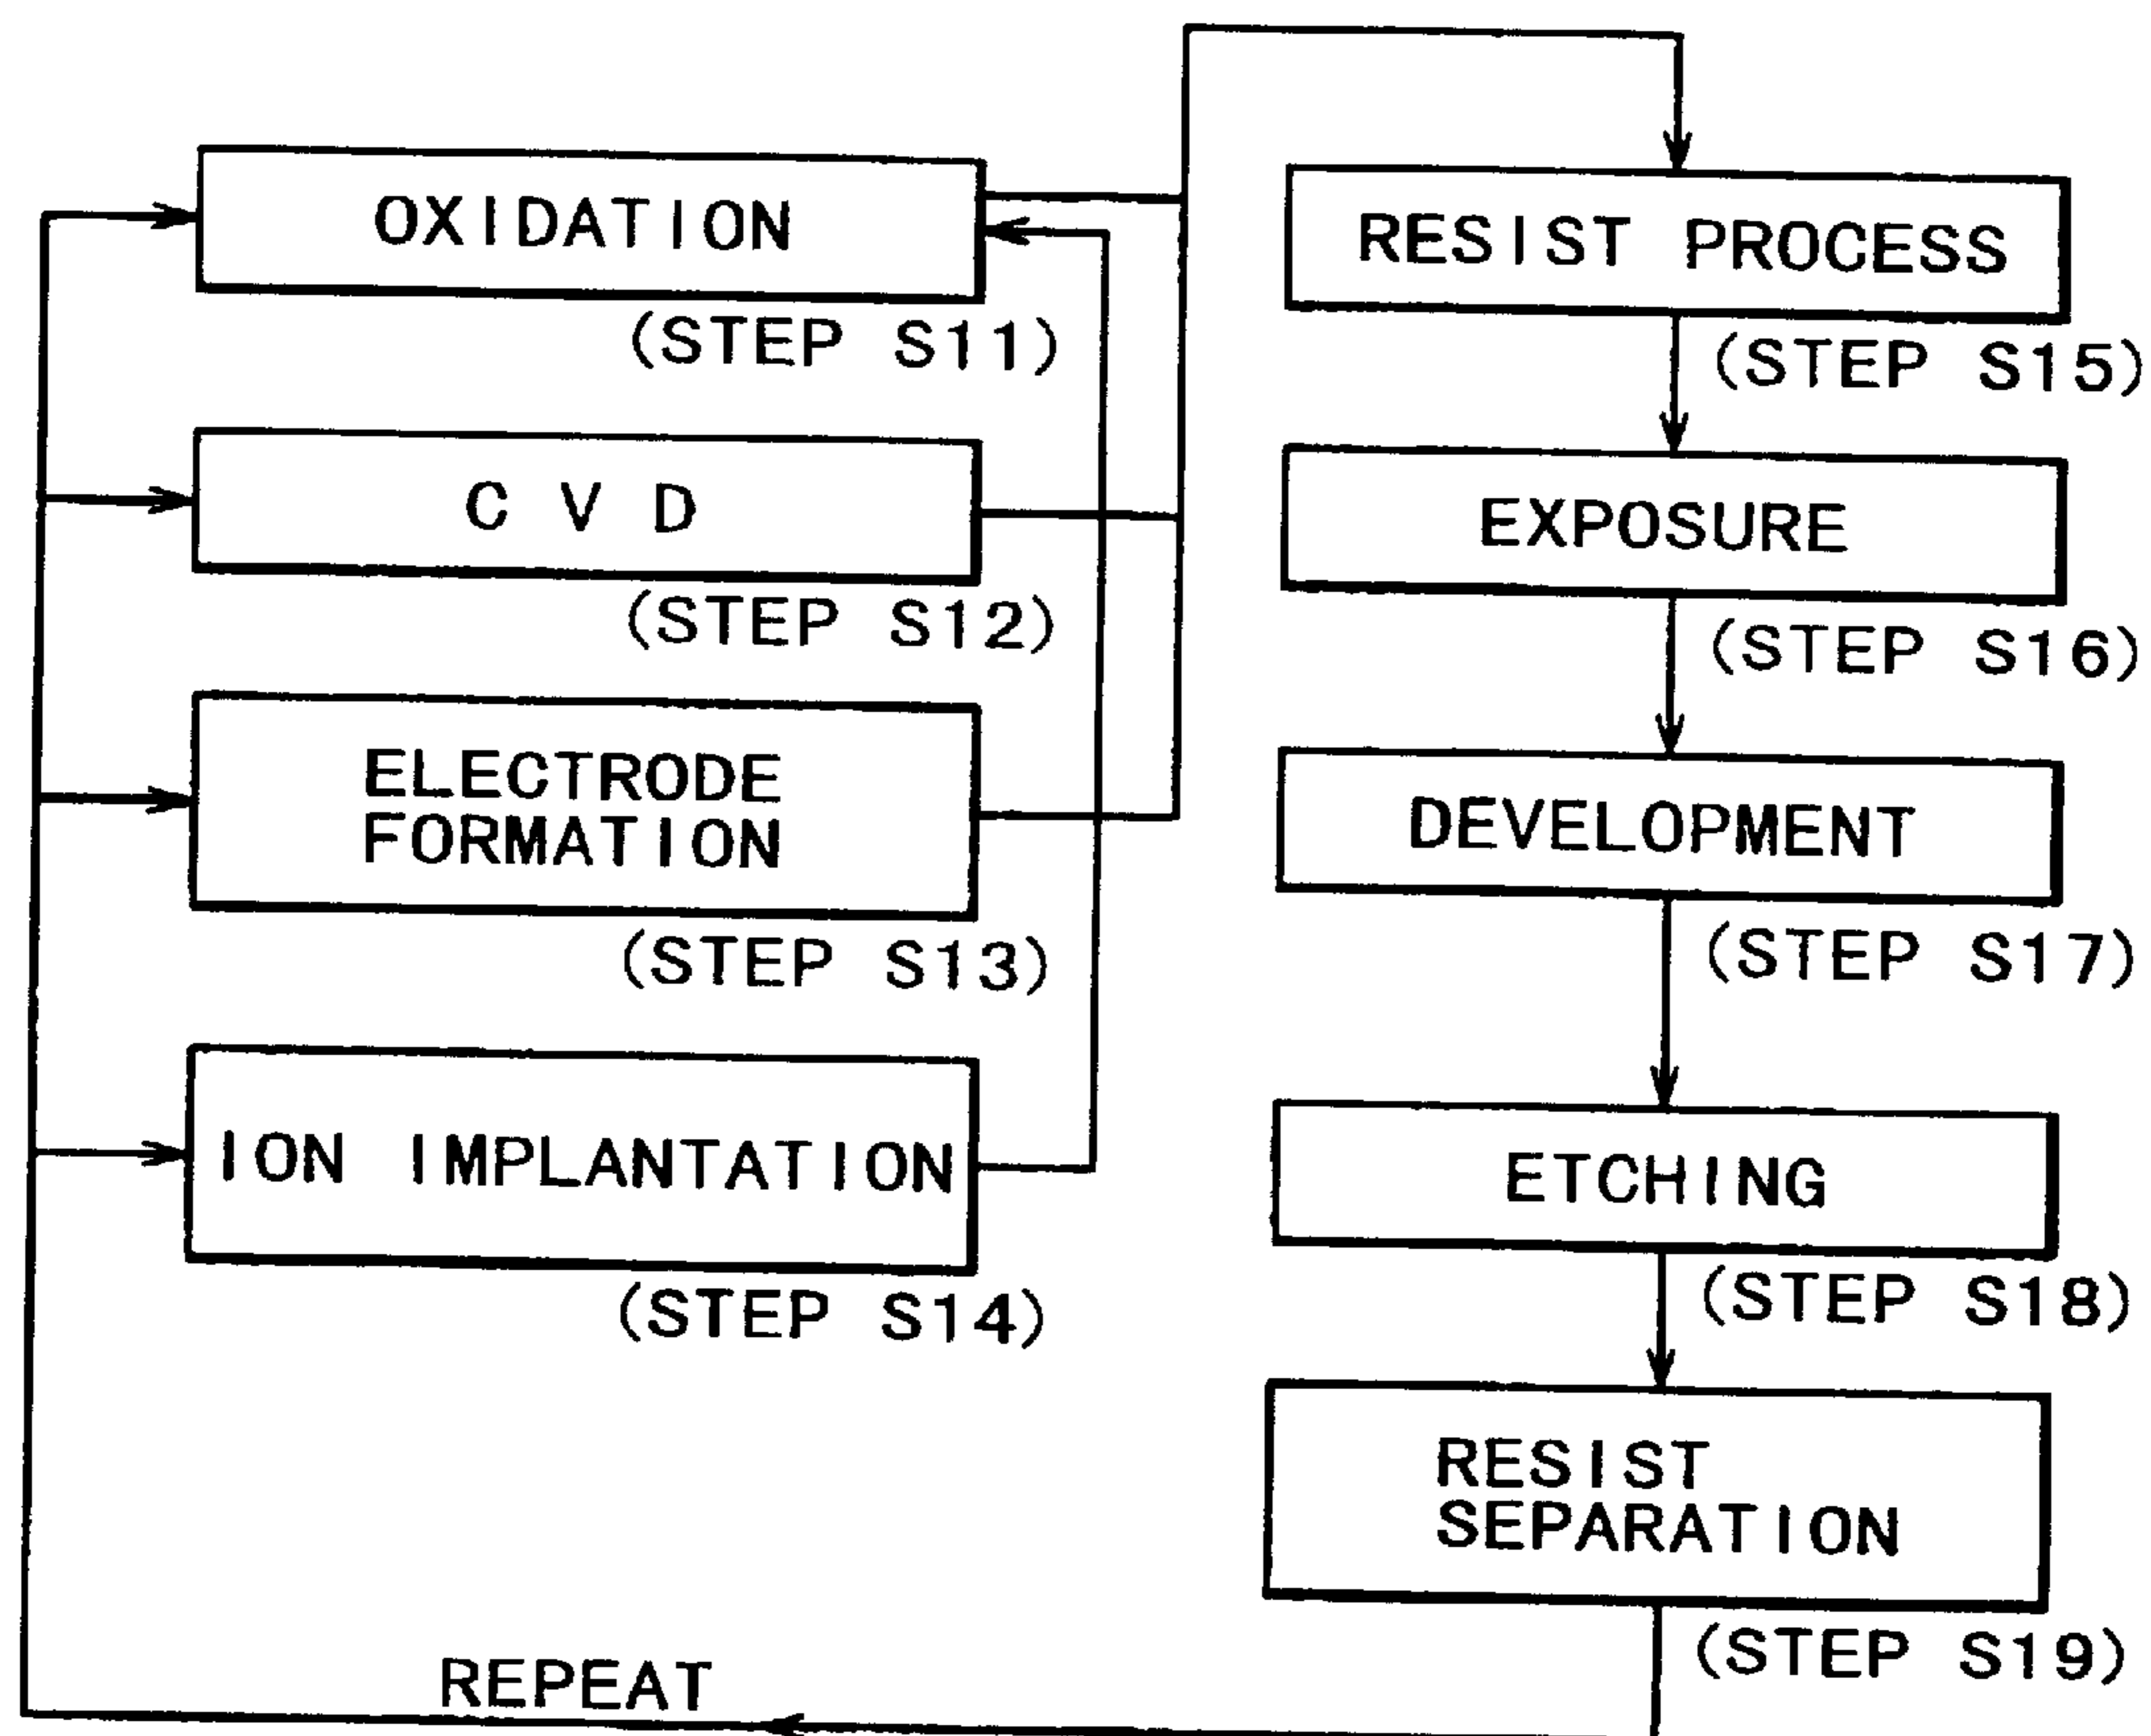 OXIDATION
(STEP S11)
C V D
(STEP S12)
ELECTRODE
FORMATION
(STEP S13)
ION IMPLANTATION
(STEP S14)
RESIST PROCESS
(STEP S15)
EXPOSURE
(STEP S16)
DEVELOPMENT
(STEP S17)
ETCHING
(STEP S18)
RESIST
SEPARATION
(STEP S19)
REPEAT